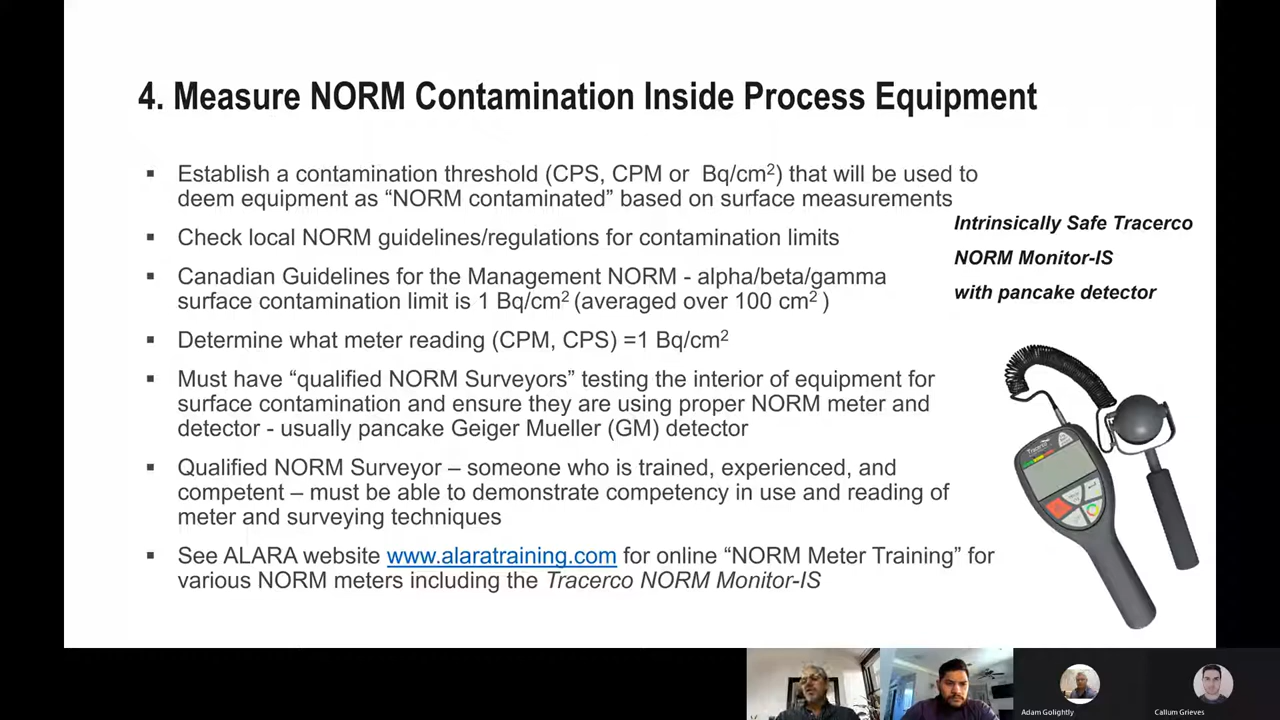 4. Measure NORM Contamination Inside Process Equipment
▪ Establish a contamination threshold (CPS, CPM or Bq/cm²) that will be used to
deem equipment as “NORM contaminated” based on surface measurements
▪ Check local NORM guidelines/regulations for contamination limits
▪ Canadian Guidelines for the Management NORM - alpha/beta/gamma
surface contamination limit is 1 Bq/cm² (averaged over 100 cm² )
▪ Determine what meter reading (CPM, CPS) =1 Bq/cm²
▪ Must have “qualified NORM Surveyors” testing the interior of equipment for
surface contamination and ensure they are using proper NORM meter and
detector - usually pancake Geiger Mueller (GM) detector
▪ Qualified NORM Surveyor – someone who is trained, experienced, and
competent – must be able to demonstrate competency in use and reading of
meter and surveying techniques
▪ See ALARA website www.alaratraining.com for online “NORM Meter Training” for
various NORM meters including the Tracerco NORM Monitor-IS
Intrinsically Safe Tracerco
NORM Monitor-IS
with pancake detector
Tracerco
Adam Golightly
Callum Grieves